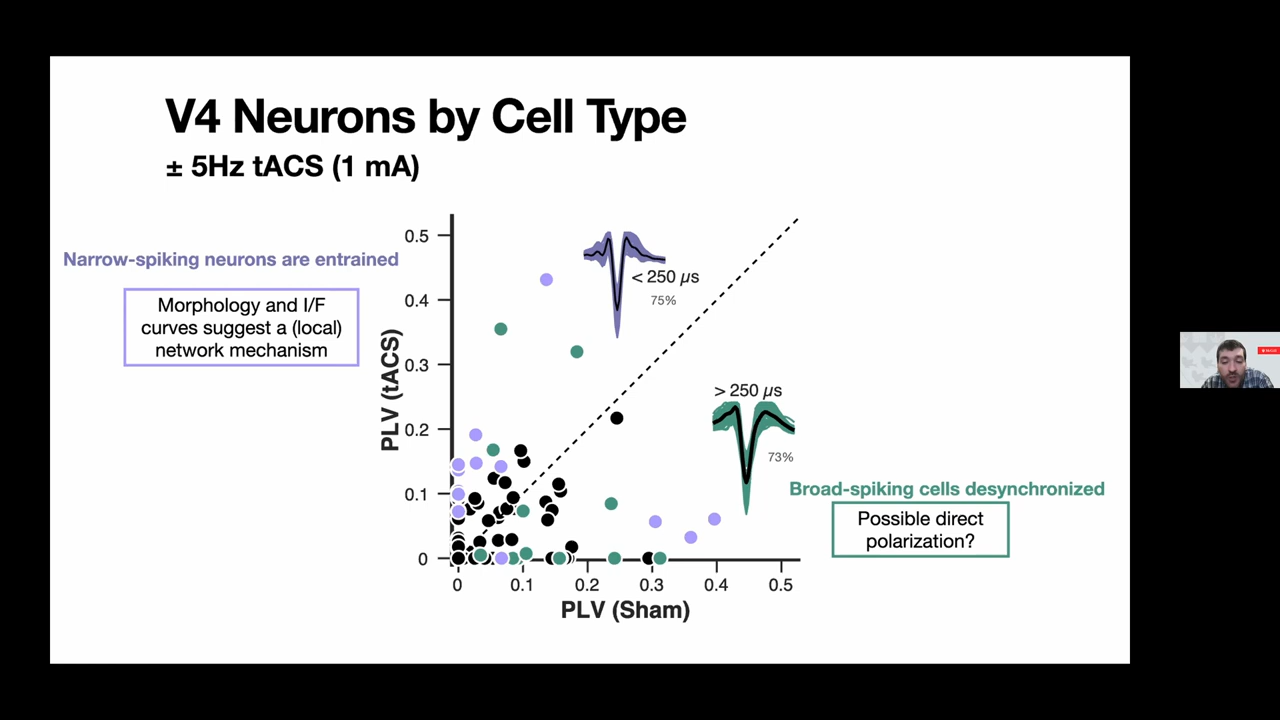 V4 Neurons by Cell Type
± 5Hz tACS (1 mA)
Narrow-spiking neurons are entrained
Morphology and I/F
curves suggest a (local)
network mechanism
PLV (tACS)
0.5
0.4
0.3
0.2
0.1
0
< 250 µs
75%
> 250 µs
73%
Broad-spiking cells desynchronized
Possible direct
polarization?
0
0.1
0.2
0.3
0.4
0.5
PLV (Sham)